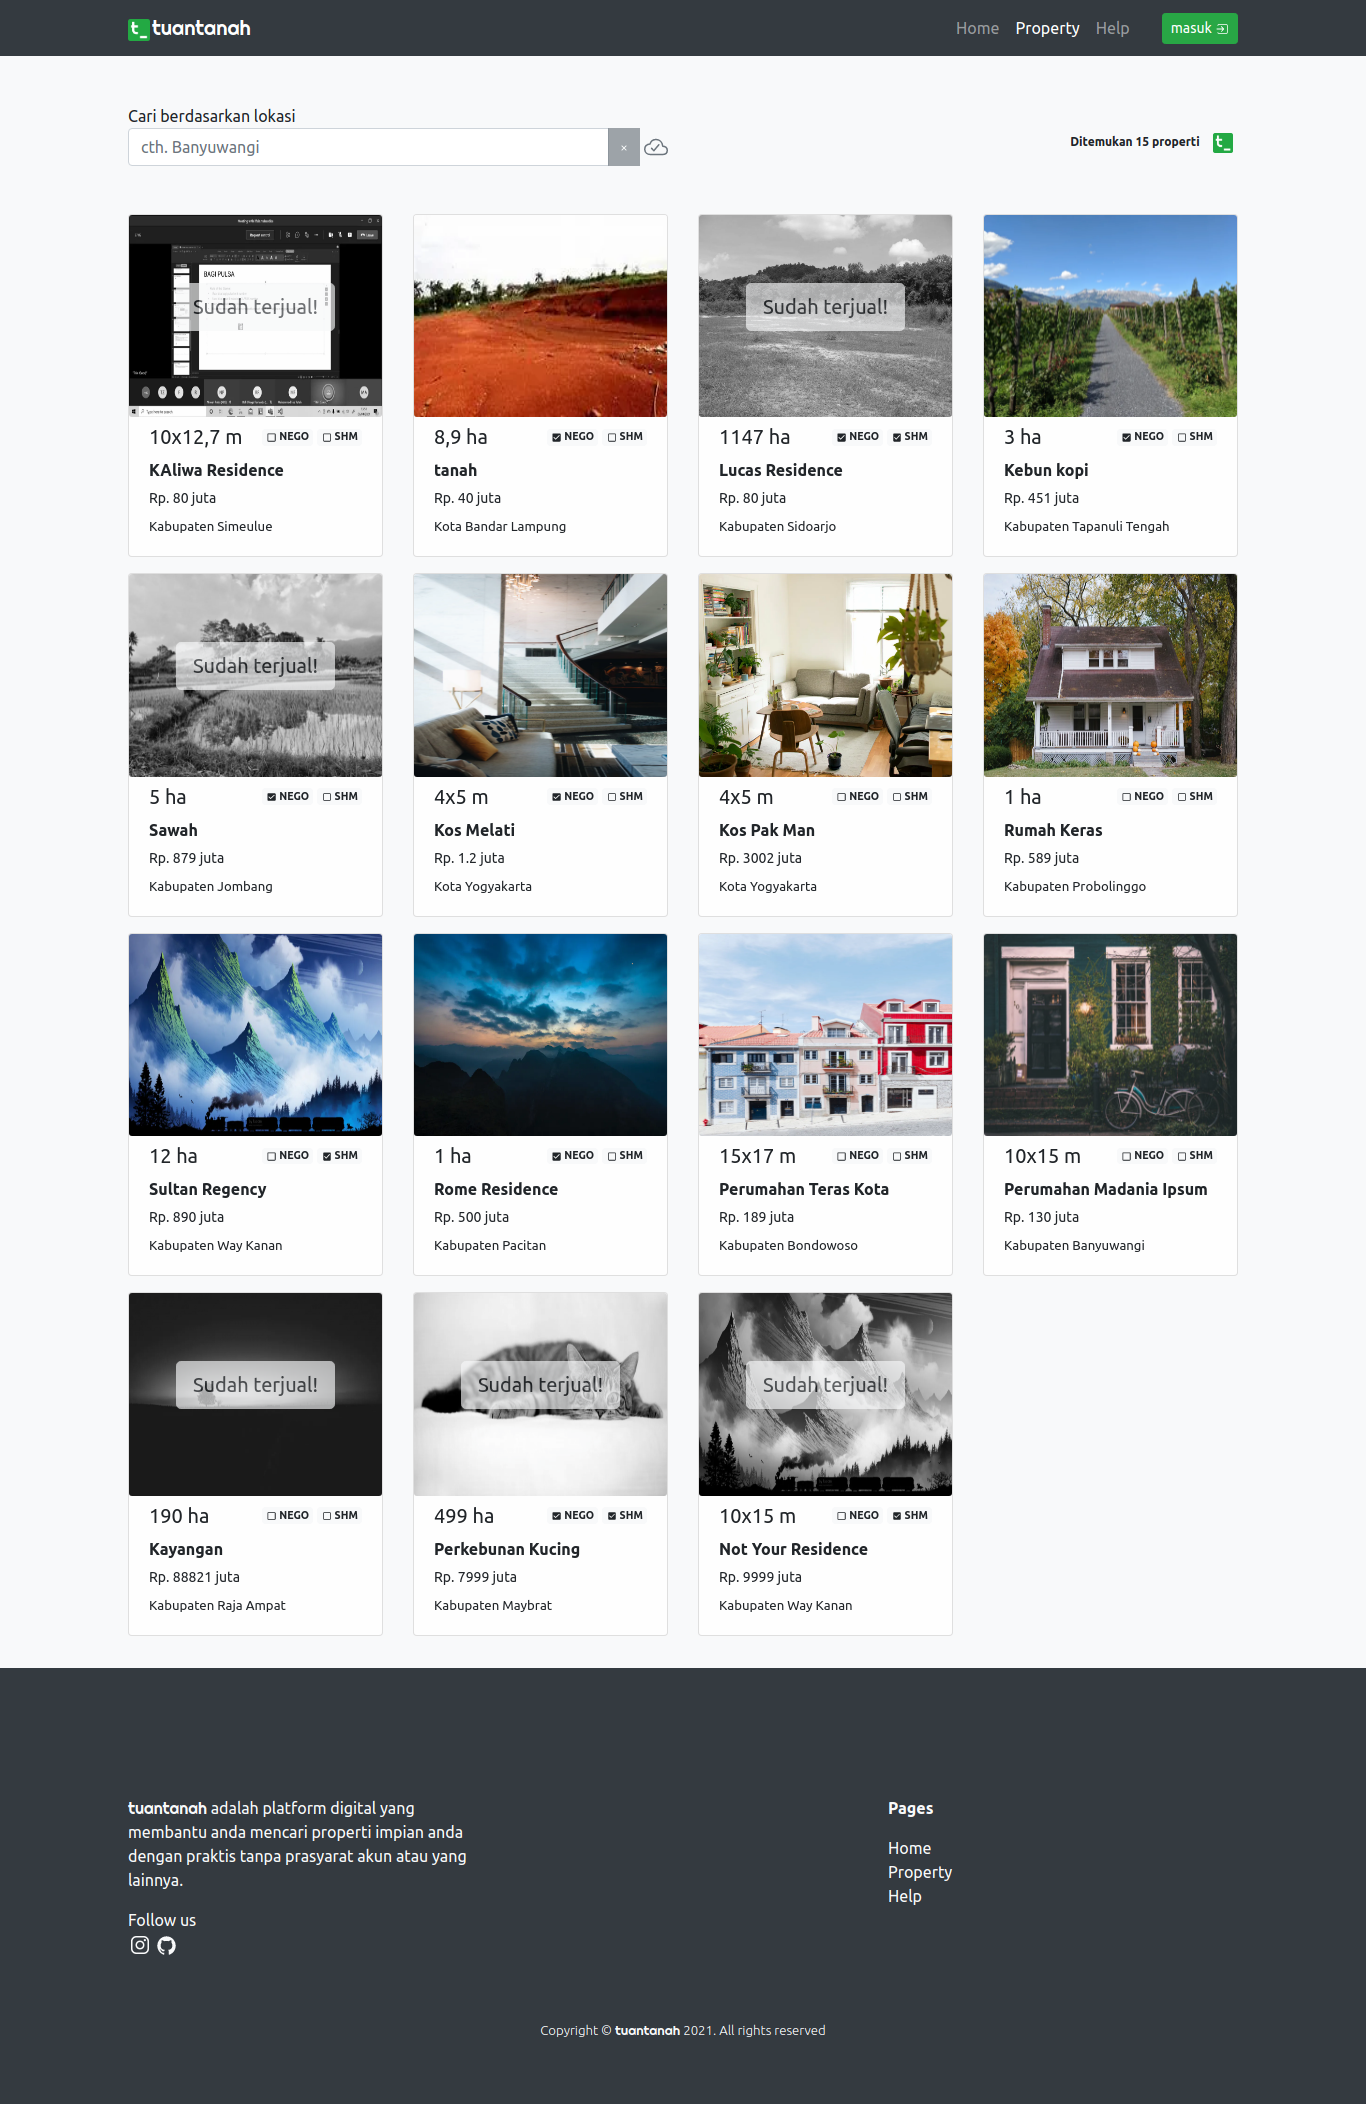 tuantanah
Home Property Help masuk
Cari berdasarkan lokasi
cth. Banyuwangi ×
Ditemukan 15 properti
BAGI PULSA
Sudah terjual!
10x12,7 m NEGO SHM
KAliwa Residence
Rp. 80 juta
Kabupaten Simeulue
8,9 ha NEGO SHM
tanah
Rp. 40 juta
Kota Bandar Lampung
Sudah terjual!
1147 ha NEGO SHM
Lucas Residence
Rp. 80 juta
Kabupaten Sidoarjo
3 ha NEGO SHM
Kebun kopi
Rp. 451 juta
Kabupaten Tapanuli Tengah
Sudah terjual!
5 ha NEGO SHM
Sawah
Rp. 879 juta
Kabupaten Jombang
4x5 m NEGO SHM
Kos Melati
Rp. 1.2 juta
Kota Yogyakarta
4x5 m NEGO SHM
Kos Pak Man
Rp. 3002 juta
Kota Yogyakarta
1 ha NEGO SHM
Rumah Keras
Rp. 589 juta
Kabupaten Probolinggo
12 ha NEGO SHM
Sultan Regency
Rp. 890 juta
Kabupaten Way Kanan
1 ha NEGO SHM
Rome Residence
Rp. 500 juta
Kabupaten Pacitan
15x17 m NEGO SHM
Perumahan Teras Kota
Rp. 189 juta
Kabupaten Bondowoso
10x15 m NEGO SHM
Perumahan Madania Ipsum
Rp. 130 juta
Kabupaten Banyuwangi
Sudah terjual!
190 ha NEGO SHM
Kayangan
Rp. 88821 juta
Kabupaten Raja Ampat
Sudah terjual!
499 ha NEGO SHM
Perkebunan Kucing
Rp. 7999 juta
Kabupaten Maybrat
Sudah terjual!
10x15 m NEGO SHM
Not Your Residence
Rp. 9999 juta
Kabupaten Way Kanan
tuantanah adalah platform digital yang
membantu anda mencari properti impian anda
dengan praktis tanpa prasyarat akun atau yang
lainnya.
Follow us
Pages
Home
Property
Help
Copyright © tuantanah 2021. All rights reserved